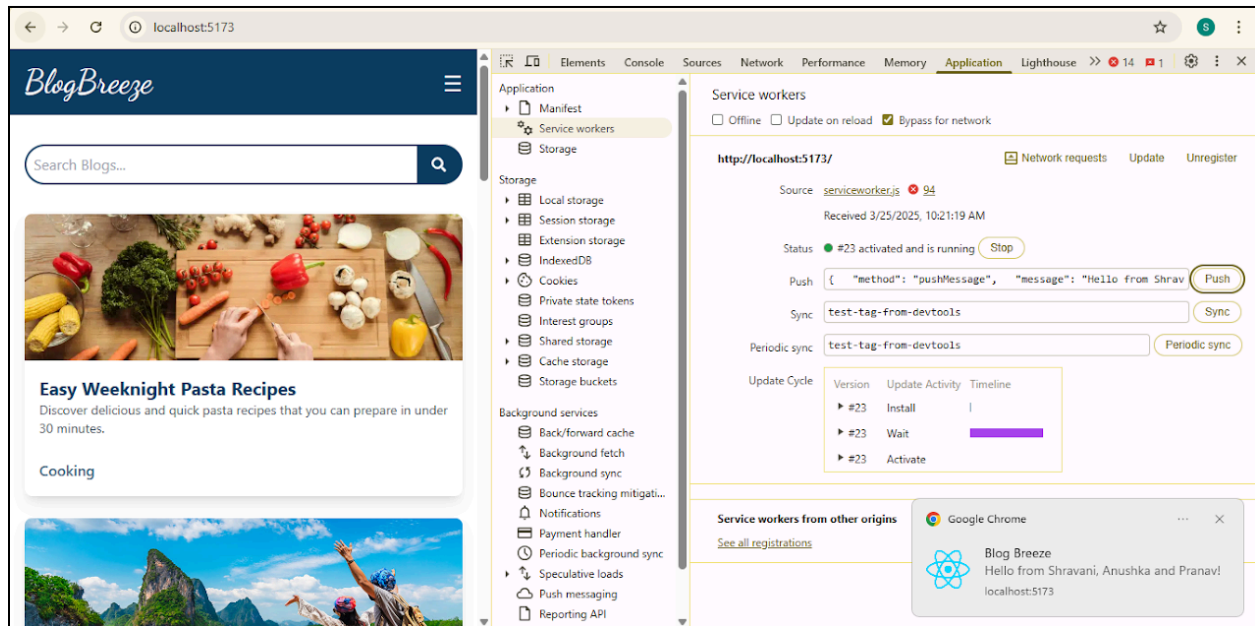 localhost:5173
S
BlogBreeze
Search Blogs...
Easy Weeknight Pasta Recipes
Discover delicious and quick pasta recipes that you can prepare in under
30 minutes.
Cooking
Elements Console Sources Network Performance Memory Application Lighthouse 14 1
Application
Manifest
Service workers
Storage
Storage
Local storage
Session storage
Extension storage
IndexedDB
Cookies
Private state tokens
Interest groups
Shared storage
Cache storage
Storage buckets
Background services
Back/forward cache
Background fetch
Background sync
Bounce tracking mitigati...
Notifications
Payment handler
Periodic background sync
Speculative loads
Push messaging
Reporting API
Service workers
Offline Update on reload Bypass for network
http://localhost:5173/ Network requests Update Unregister
Source serviceworker.js 94
Received 3/25/2025, 10:21:19 AM
Status #23 activated and is running Stop
Push { "method": "pushMessage", "message": "Hello from Shrav Push
Sync test-tag-from-devtools Sync
Periodic sync test-tag-from-devtools Periodic sync
Update Cycle Version Update Activity Timeline
#23 Install
#23 Wait
#23 Activate
Service workers from other origins
See all registrations
Google Chrome
Blog Breeze
Hello from Shravani, Anushka and Pranav!
localhost:5173